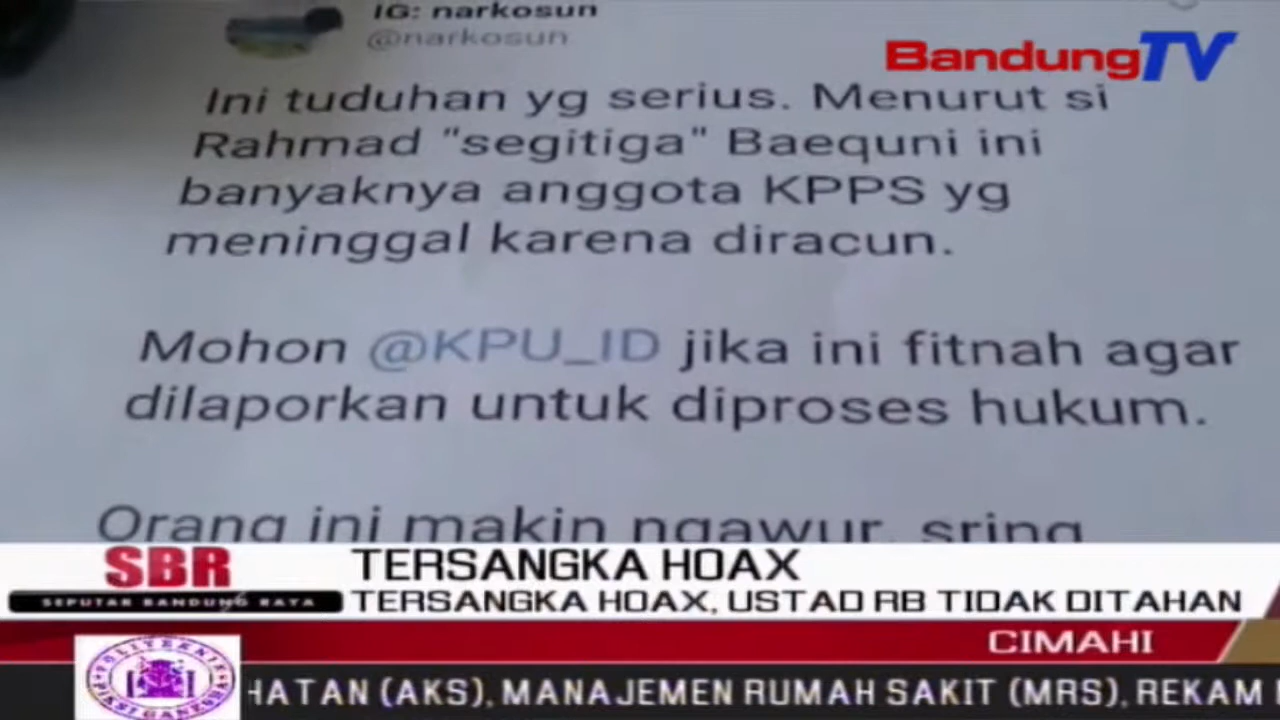 IG: narkosun
@narkosun
BandungTV
Ini tuduhan yg serius. Menurut si
Rahmad "segitiga" Baequni ini
banyaknya anggota KPPS yg
meninggal karena diracun.
Mohon @KPU_ID jika ini fitnah agar
dilaporkan untuk diproses hukum.
Orang ini makin ngawur, sring
SBR
SEPUTAR BANDUNG RAYA
TERSANGKA HOAX
TERSANGKA HOAX, USTAD RB TIDAK DITAHAN
CIMAHI
HATAN (AKS), MANAJEMEN RUMAH SAKIT (MRS), REKAM